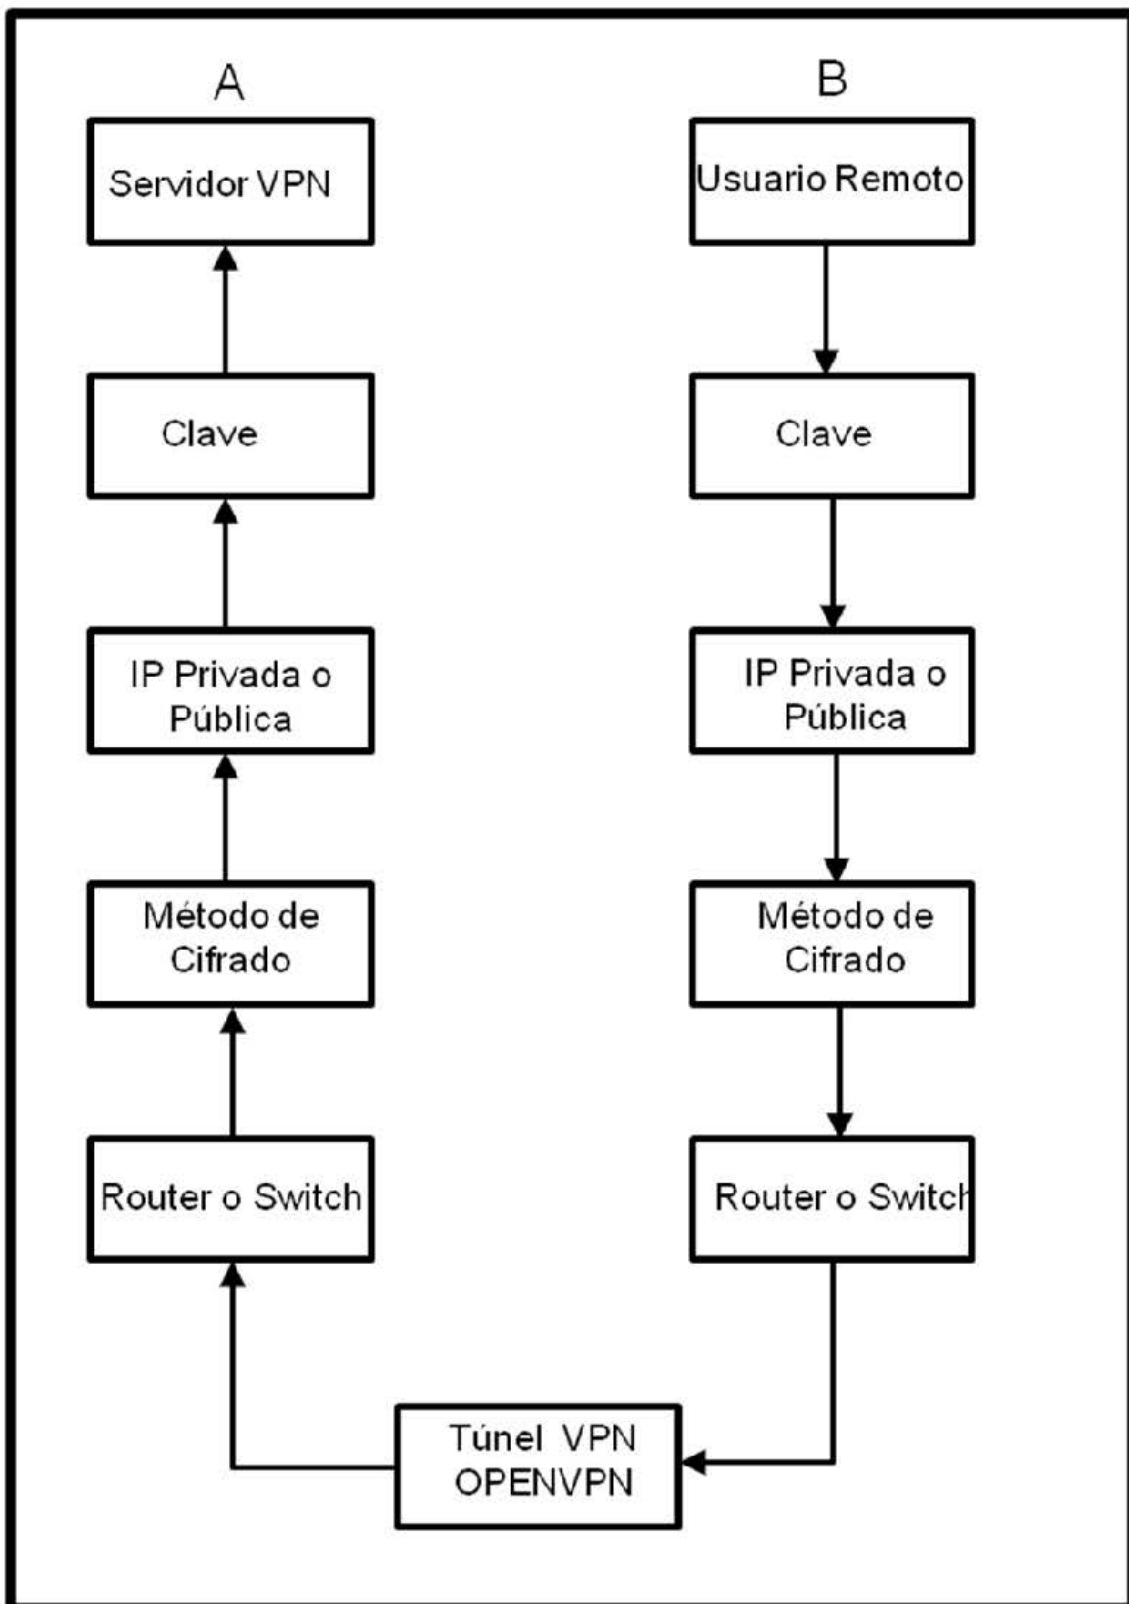 A
Servidor VPN
Clave
IP Privada o
Pública
Método de
Cifrado
Router o Switch
B
Usuario Remoto
Clave
IP Privada o
Pública
Método de
Cifrado
Router o Switch
Túnel VPN
OPENVPN